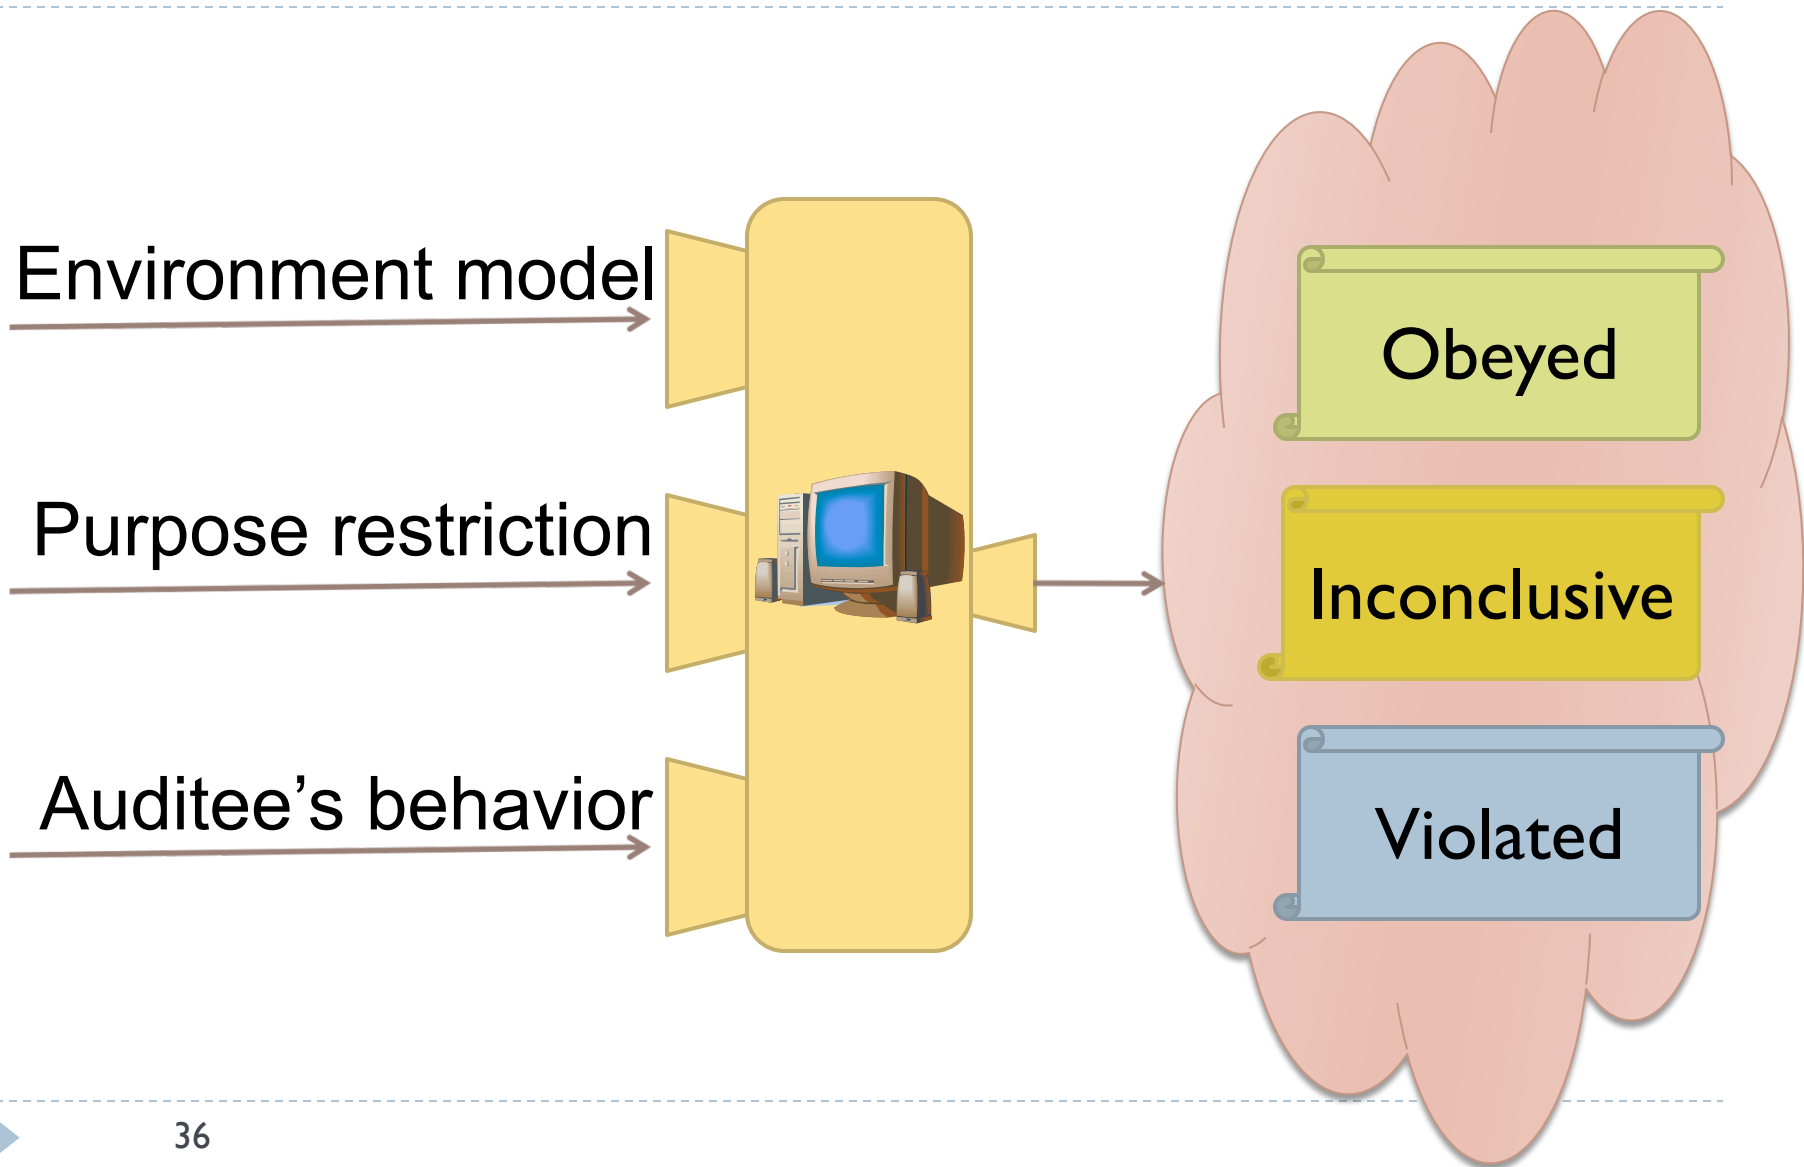 Environment model
Purpose restriction
Auditee’s behavior
Obeyed
Inconclusive
Violated
36